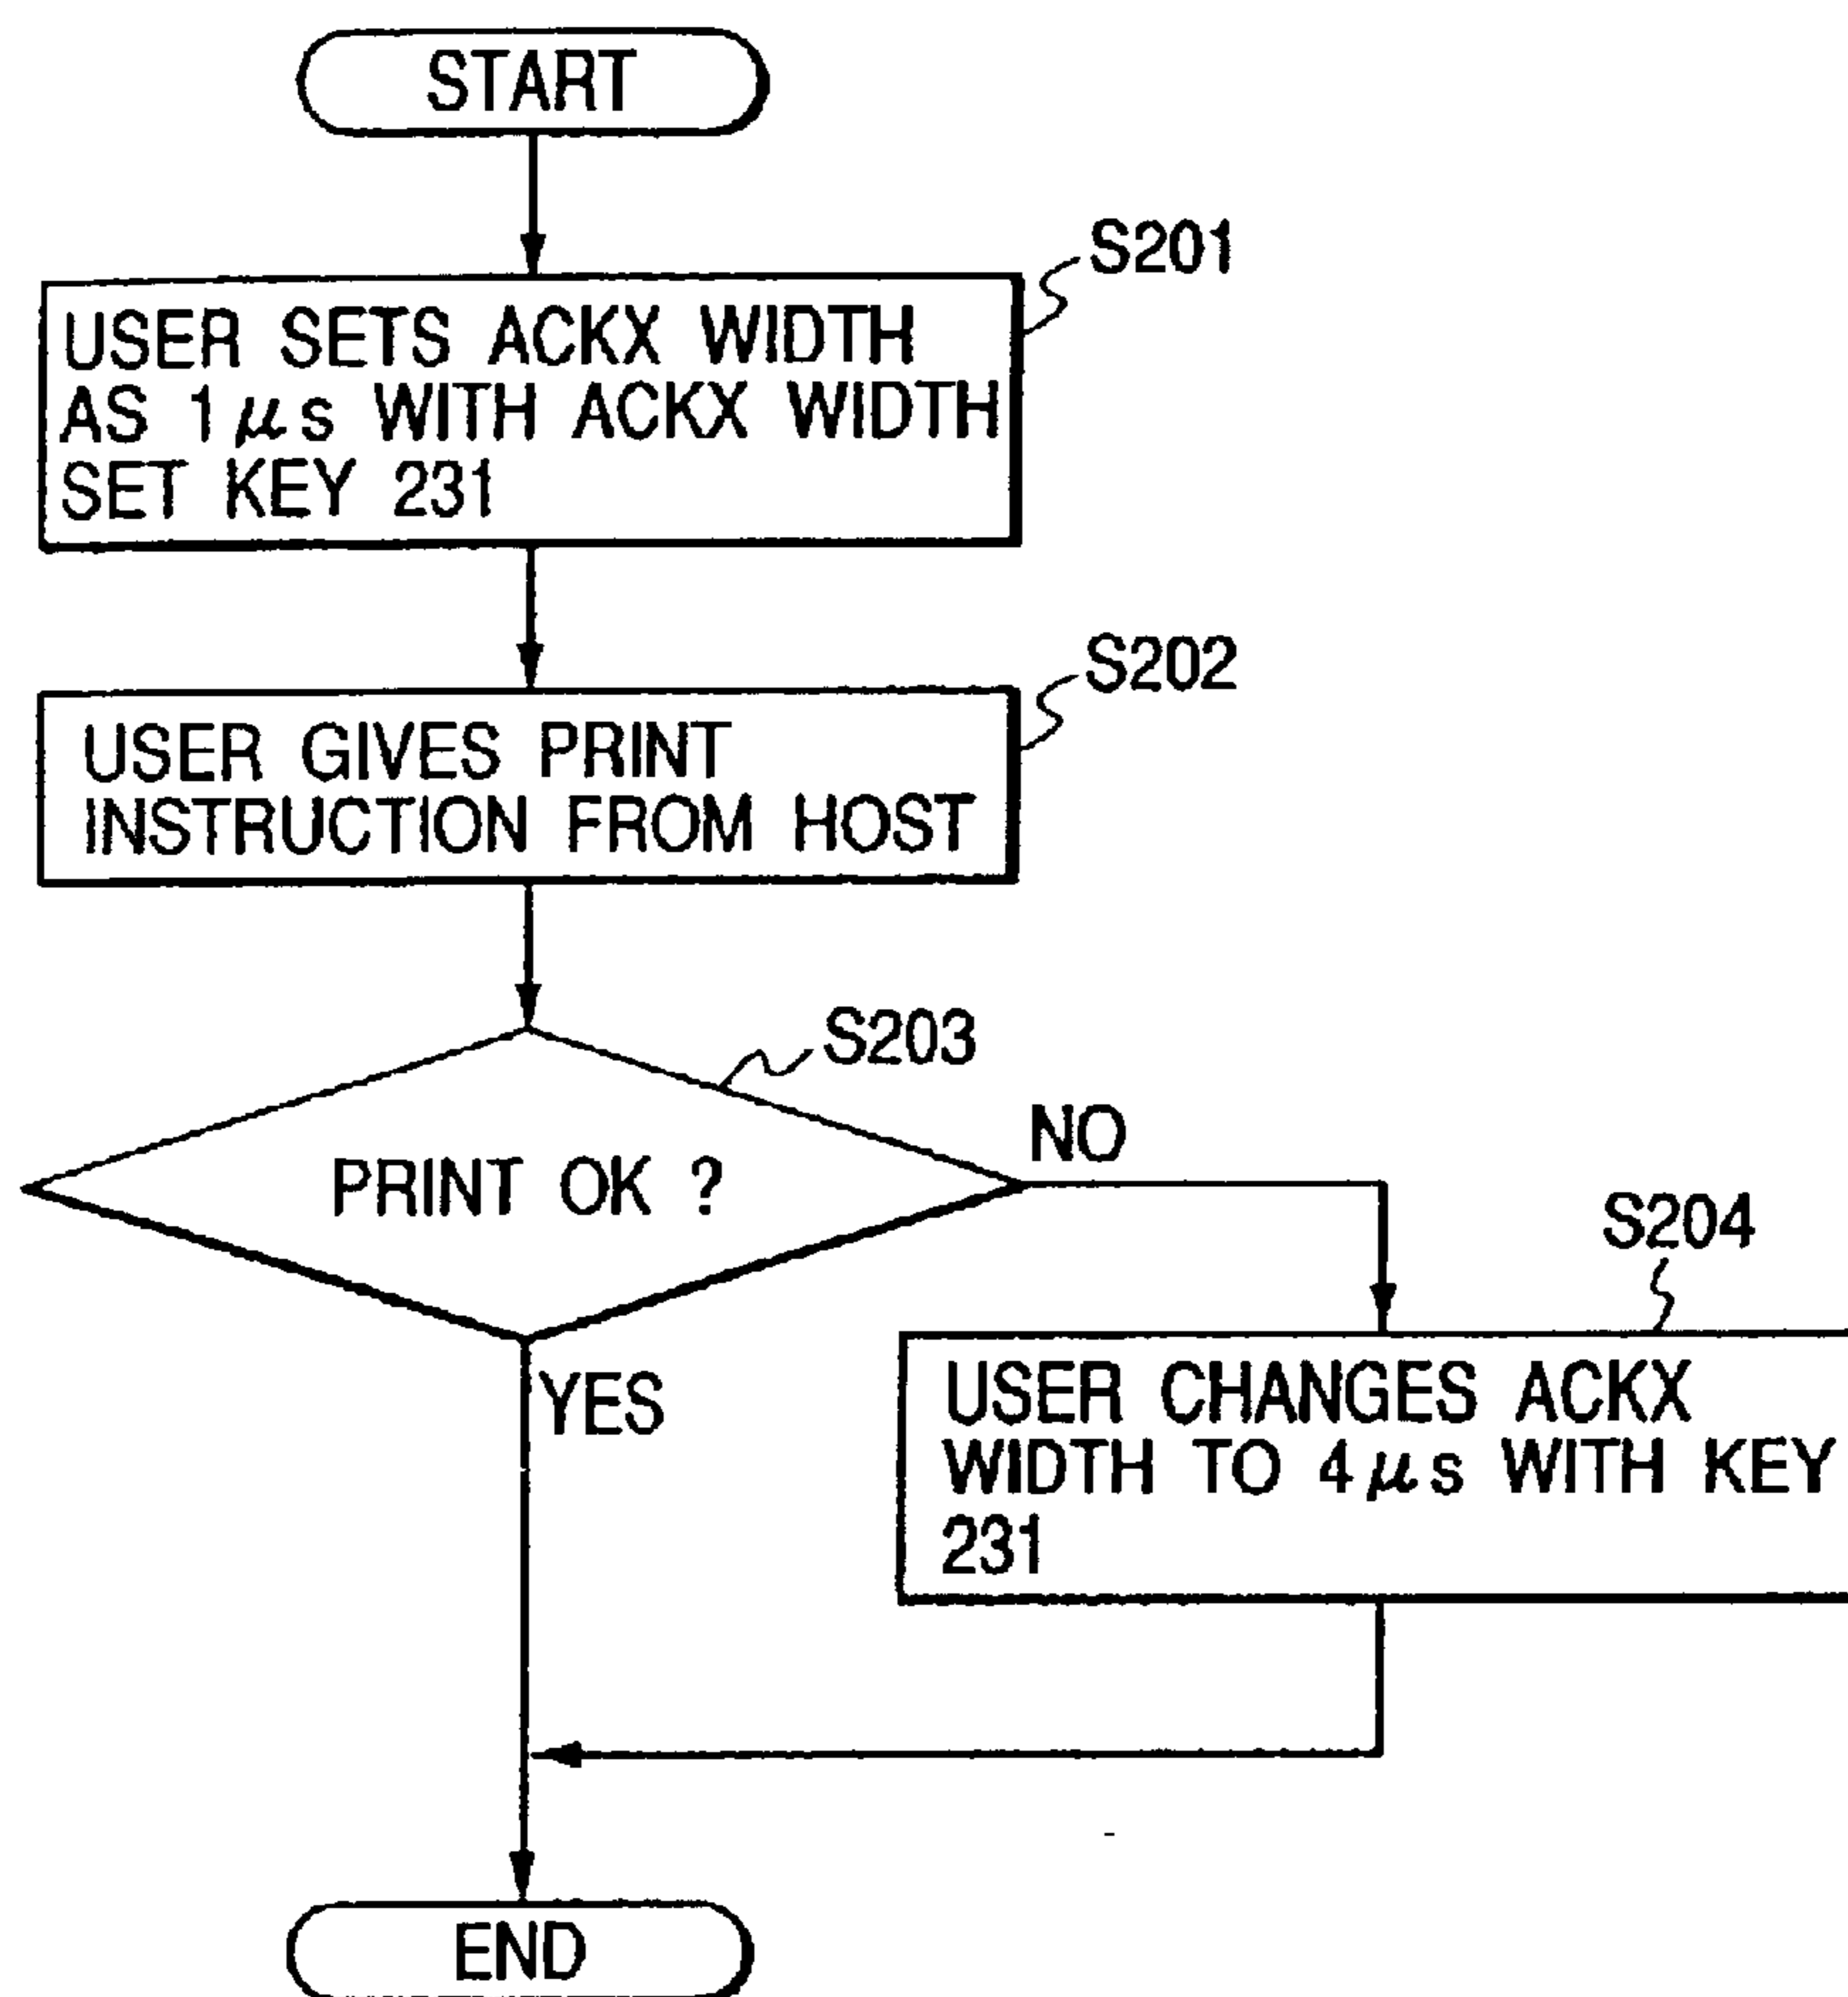 START
S201
USER SETS ACKX WIDTH
AS 1μs WITH ACKX WIDTH
SET KEY 231
S202
USER GIVES PRINT
INSTRUCTION FROM HOST
S203
PRINT OK ?
NO
YES
S204
USER CHANGES ACKX
WIDTH TO 4μs WITH KEY
231
END